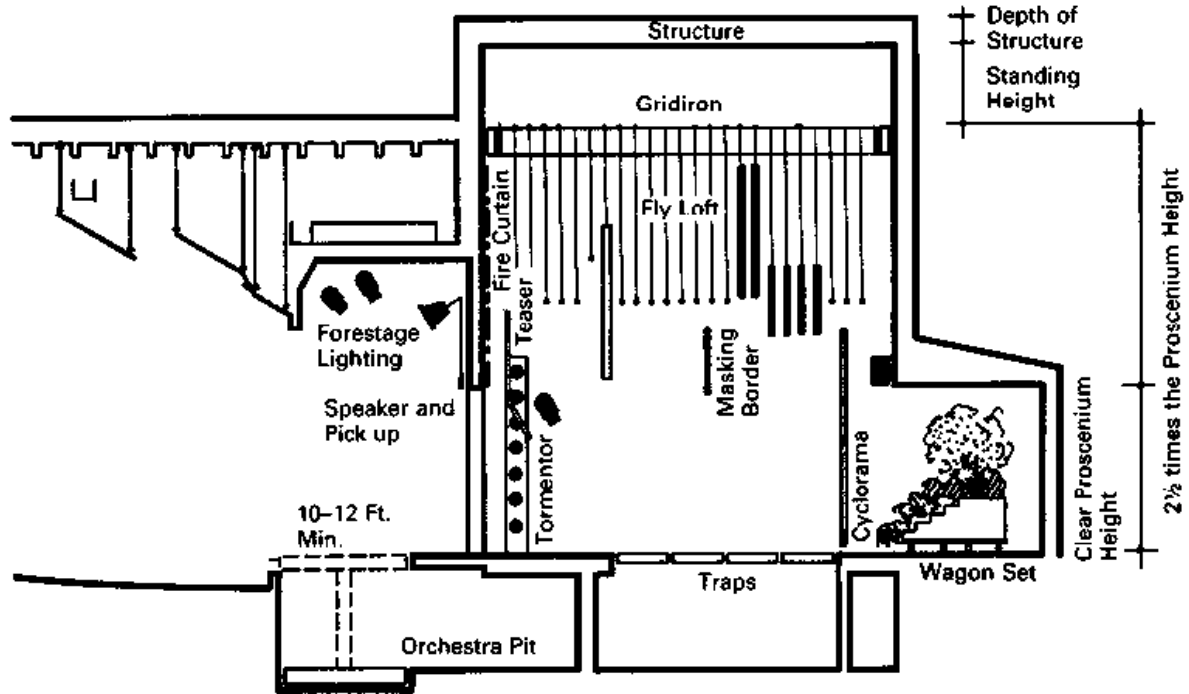 Structure
Depth of
Structure
Standing
Height
Gridiron
Fire Curtain
Fly Loft
Teaser
Forestage
Lighting
Masking
Border
Speaker and
Pick up
Tormentor
Cyclorama
Clear Proscenium
Height
2½ times the Proscenium Height
10–12 Ft.
Min.
Traps
Wagon Set
Orchestra Pit